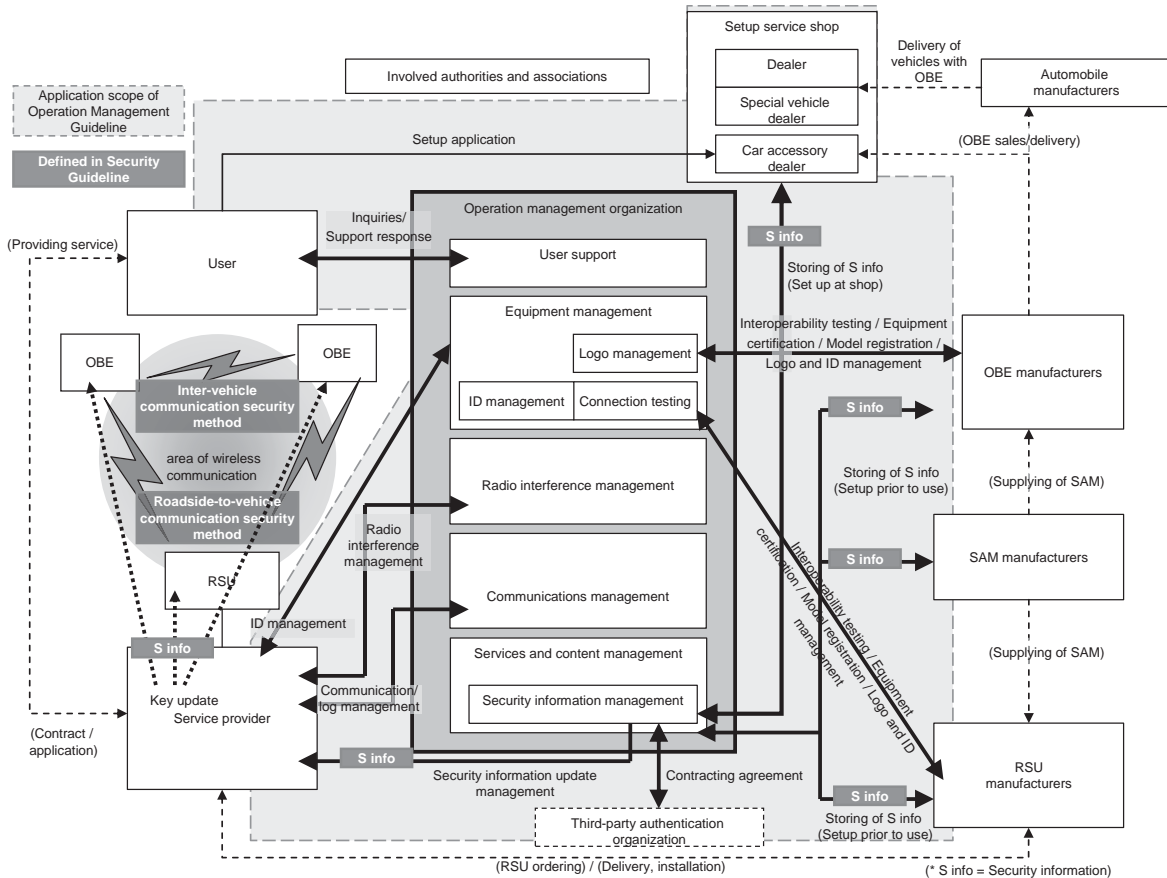 Setup service shop
Dealer
Special vehicle
dealer
Car accessory
dealer
Delivery of
vehicles with
OBE
Automobile
manufacturers
(OBE sales/delivery)
Involved authorities and associations
Application scope of
Operation Management
Guideline
Defined in Security
Guideline
Setup application
Operation management organization
Inquiries/
Support response
(Providing service)
User
User support
S info
Storing of S info
(Set up at shop)
Equipment management
Logo management
ID management
Connection testing
Interoperability testing / Equipment
certification / Model registration /
Logo and ID management
OBE manufacturers
OBE
OBE
Inter-vehicle
communication security
method
area of wireless
communication
Roadside-to-vehicle
communication security
method
RSU
S info
Storing of S info
(Setup prior to use)
(Supplying of SAM)
Radio interference management
Radio
interference
management
S info
SAM manufacturers
Interoperability testing / Equipment
certification / Model registration / Logo and ID
management
Communications management
ID management
S info
Services and content management
(Supplying of SAM)
Key update
Service provider
Communication/
log management
Security information management
(Contract /
application)
S info
Security information update
management
Contracting agreement
RSU
manufacturers
S info
Storing of S info
(Setup prior to use)
Third-party authentication
organization
(RSU ordering) / (Delivery, installation)
(* S info = Security information)